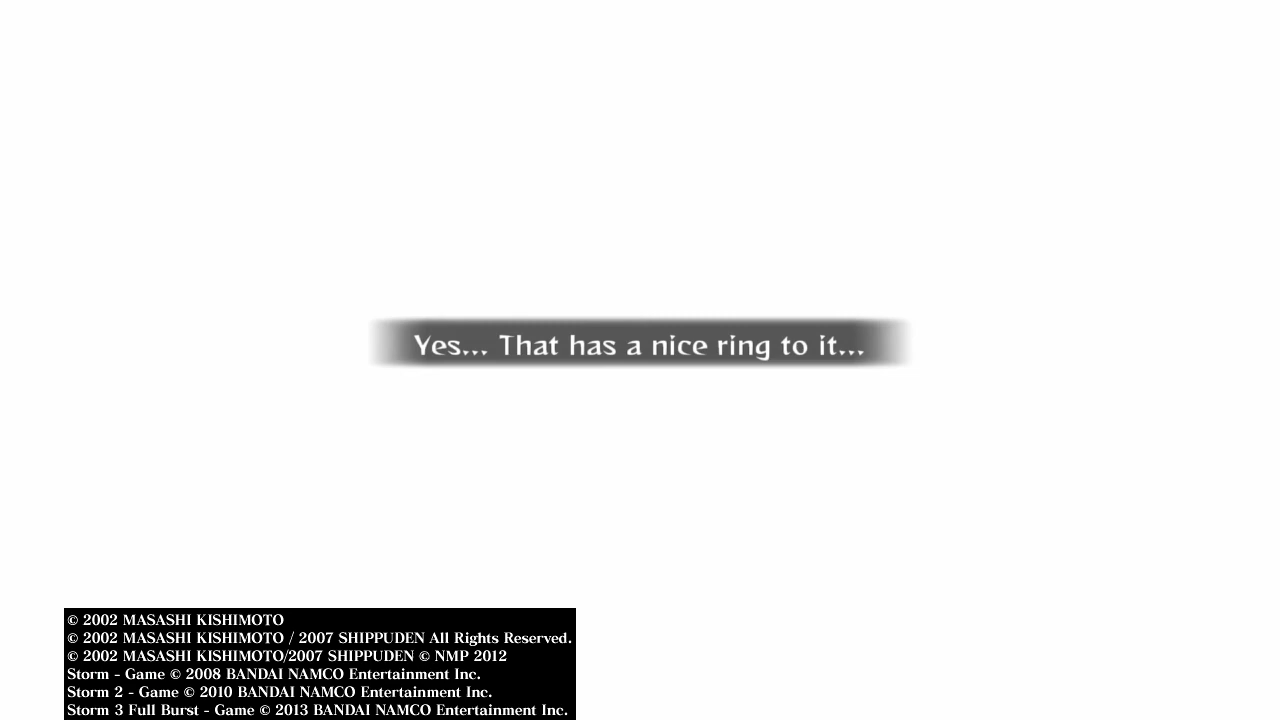 Yes... That has a nice ring to it...
© 2002 MASASHI KISHIMOTO
© 2002 MASASHI KISHIMOTO / 2007 SHIPPUDEN All Rights Reserved.
© 2002 MASASHI KISHIMOTO/2007 SHIPPUDEN © NMP 2012
Storm - Game © 2008 BANDAI NAMCO Entertainment Inc.
Storm 2 - Game © 2010 BANDAI NAMCO Entertainment Inc.
Storm 3 Full Burst - Game © 2013 BANDAI NAMCO Entertainment Inc.